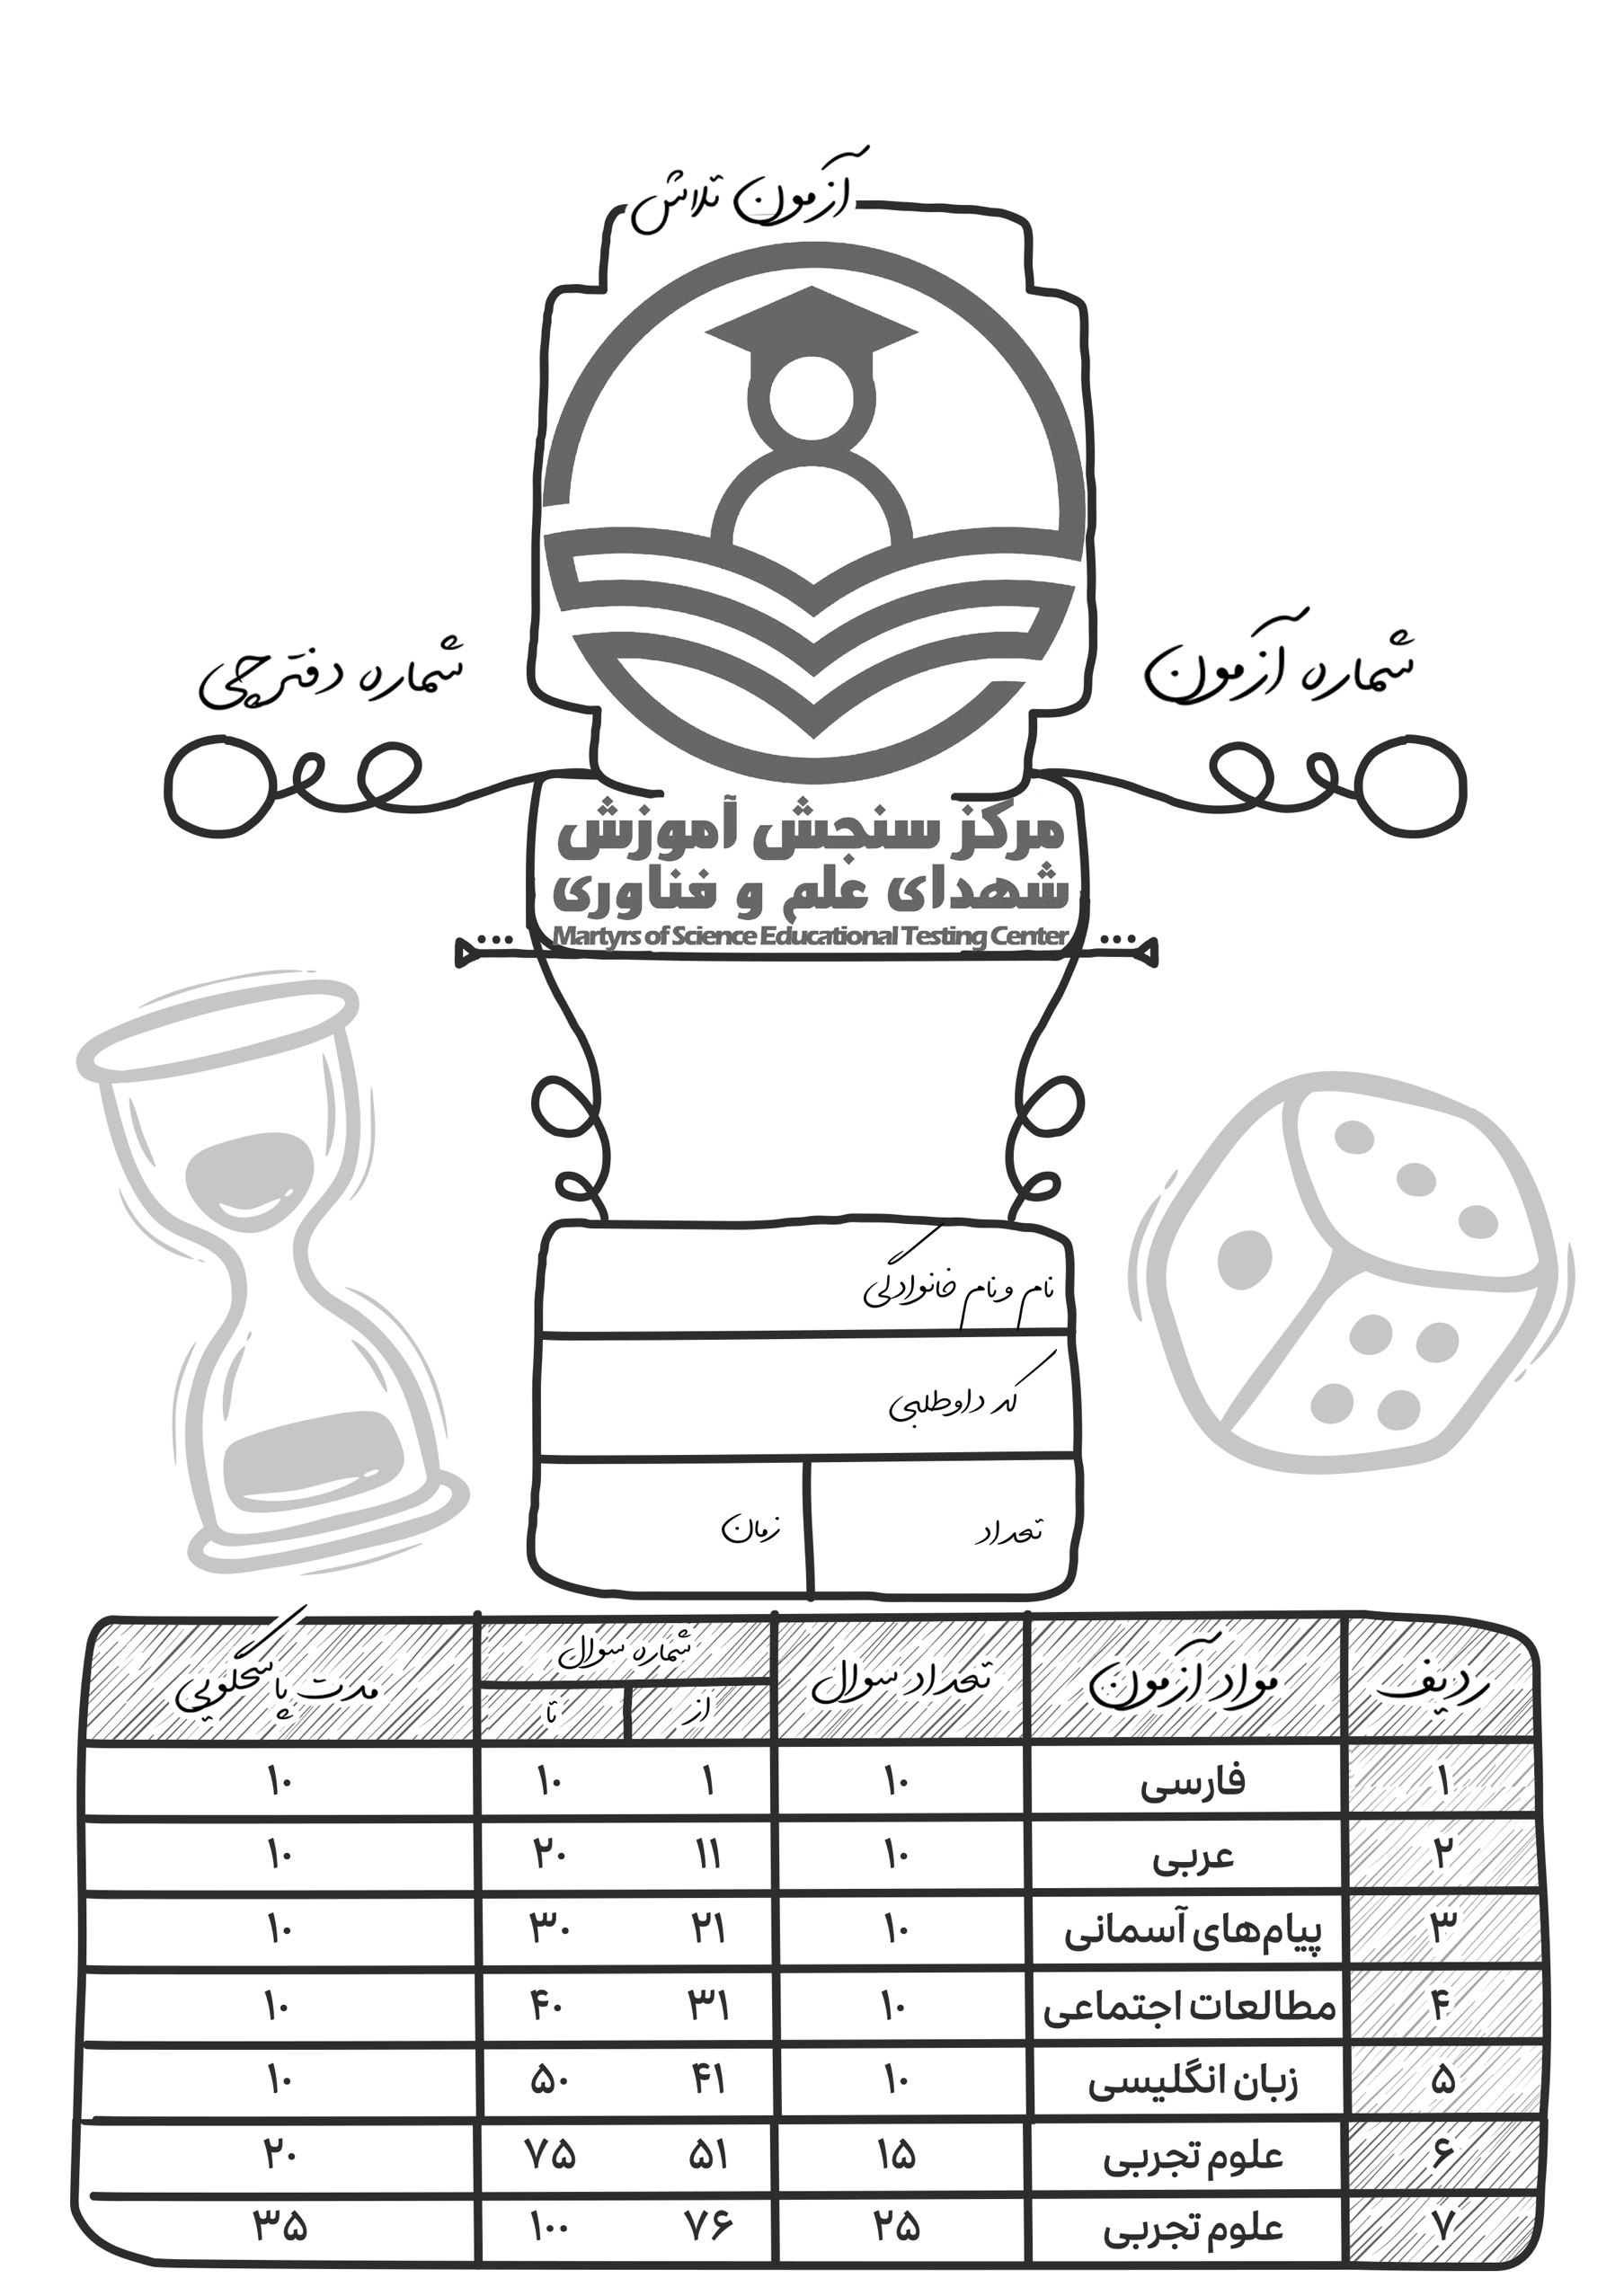 آزمون تلاش
شماره آزمون
شماره دفترچی
مرکز سنجش آموزش
شهدای علم و فناوری
Martyrs of Science Educational Testing Center
نام و نام خانوادگی
کد داوطلبی
تعداد زمان
ردیف مواد آزمون تعداد سوال شماره سوال مدت پاسخگویی
از تا
۱ فارسی ۱۰ ۱ ۱۰ ۱۰
۲ عربی ۱۰ ۱۱ ۲۰ ۱۰
۳ پیام‌های آسمانی ۱۰ ۲۱ ۳۰ ۱۰
۴ مطالعات اجتماعی ۱۰ ۳۱ ۴۰ ۱۰
۵ زبان انگلیسی ۱۰ ۴۱ ۵۰ ۱۰
۶ علوم تجربی ۱۵ ۵۱ ۷۵ ۲۰
۷ علوم تجربی ۲۵ ۷۶ ۱۰۰ ۳۵